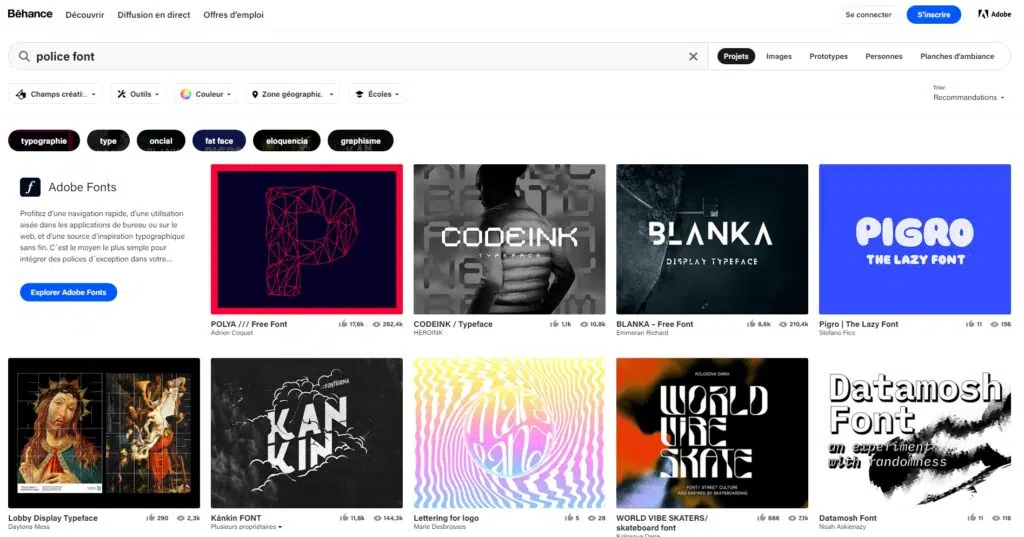 Bēhance Découvrir Diffusion en direct Offres d'emploi Se connecter S'inscrire Adobe
police font Projets Images Prototypes Personnes Planches d'ambiance
Champs créati... Outils Couleur Zone géographic... Écoles
Trier
Recommandations
typographie type oncial fat face eloquencia graphisme
Adobe Fonts
Profitez d'une navigation rapide, d'une utilisation
aisée dans les applications de bureau ou sur le
web, et d'une source d'inspiration typographique
sans fin. C´est le moyen le plus simple pour
intégrer des polices d´exception dans votre...
Explorer Adobe Fonts
P
POLYA /// Free Font 17,6k 262,4k
Adrien Coquet
CODEINK
TYPEFACE
CODEINK / Typeface 1,1k 10,8k
HEROINK
BLANKA
DISPLAY TYPEFACE
BLANKA - Free Font 6,6k 210,4k
Emmeran Richard
PIGRO
THE LAZY FONT
Pigro | The Lazy Font 11 156
Stefano Fico
Lobby Display Typeface 290 2,3k
Daytona Mess
KAN
KIN
Kánkin FONT 11,8k 144,3k
Plusieurs propriétaires
Lettering for logo 5 28
Marie Desbrosses
KOLOSOVA DARIA
WORLD
VIBE
SKATE
FONT/ STREET CULTURE
WAS INSPIRED BY SKATEBOARDING
WORLD VIBE SKATERS/ 686 7,1k
skateboard font
Kolosova Daria
Datamosh
Font
an experiment
with randomness
Datamosh Font 11 118
Noah Askienazy